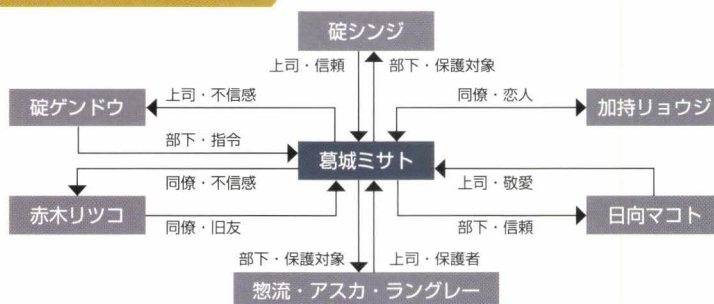 碇シンジ
上司・信頼
部下・保護対象
碇ゲンドウ
上司・不信感
同僚・恋人
加持リョウジ
部下・指令
葛城ミサト
同僚・不信感
上司・敬愛
赤木リツコ
同僚・旧友
部下・信頼
日向マコト
部下・保護対象
上司・保護者
惣流・アスカ・ラングレー